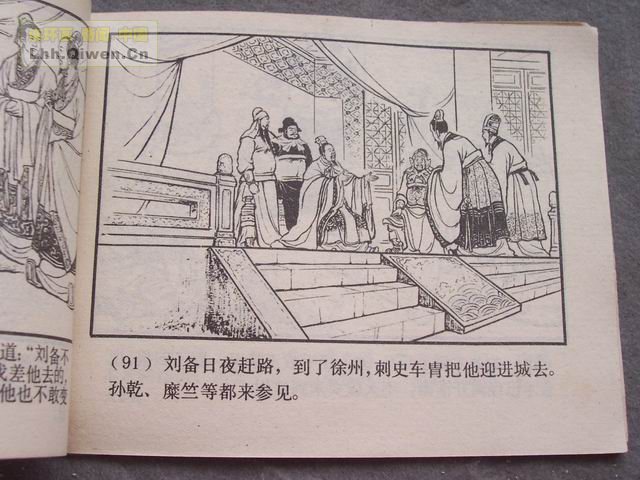 Lhh.Qiwen.Cn
道：“刘备不
差他去的，
他也不敢变
（91） 刘备日夜赶路，到了徐州，刺史车胄把他迎进城去。
孙乾、糜竺等都来参见。